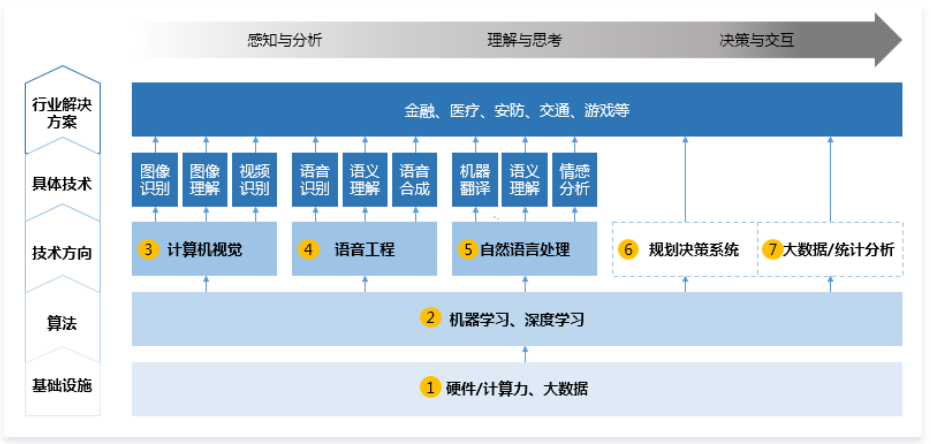 感知与分析
理解与思考
决策与交互
行业解决
方案
金融、医疗、安防、交通、游戏等
具体技术
图像
识别
图像
理解
视频
识别
语音
识别
语义
理解
语音
合成
机器
翻译
语义
理解
情感
分析
技术方向
3 计算机视觉
4 语音工程
5 自然语言处理
6 规划决策系统
7 大数据/统计分析
算法
2 机器学习、深度学习
基础设施
1 硬件/计算力、大数据